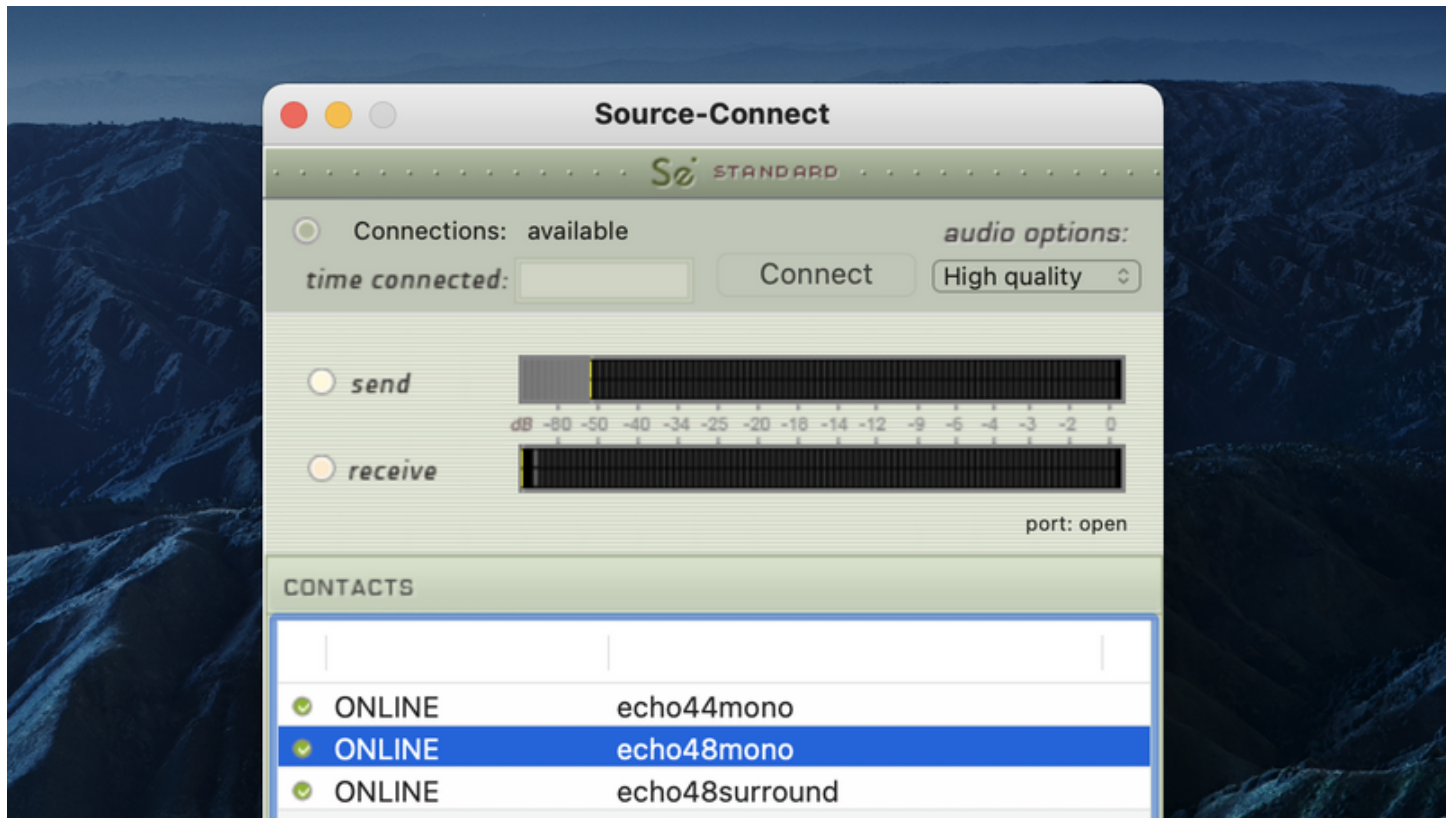 Source-Connect
Se STANDARD
Connections: available
audio options:
time connected:
Connect
High quality
send
dB -80 -50 -40 -34 -25 -20 -18 -14 -12 -9 -6 -4 -3 -2 0
receive
port: open
CONTACTS
ONLINE echo44mono
ONLINE echo48mono
ONLINE echo48surround